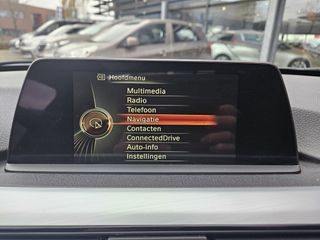 Hoofdmenu
Multimedia
Radio
Telefoon
Navigatie
Contacten
ConnectedDrive
Auto-info
Instellingen